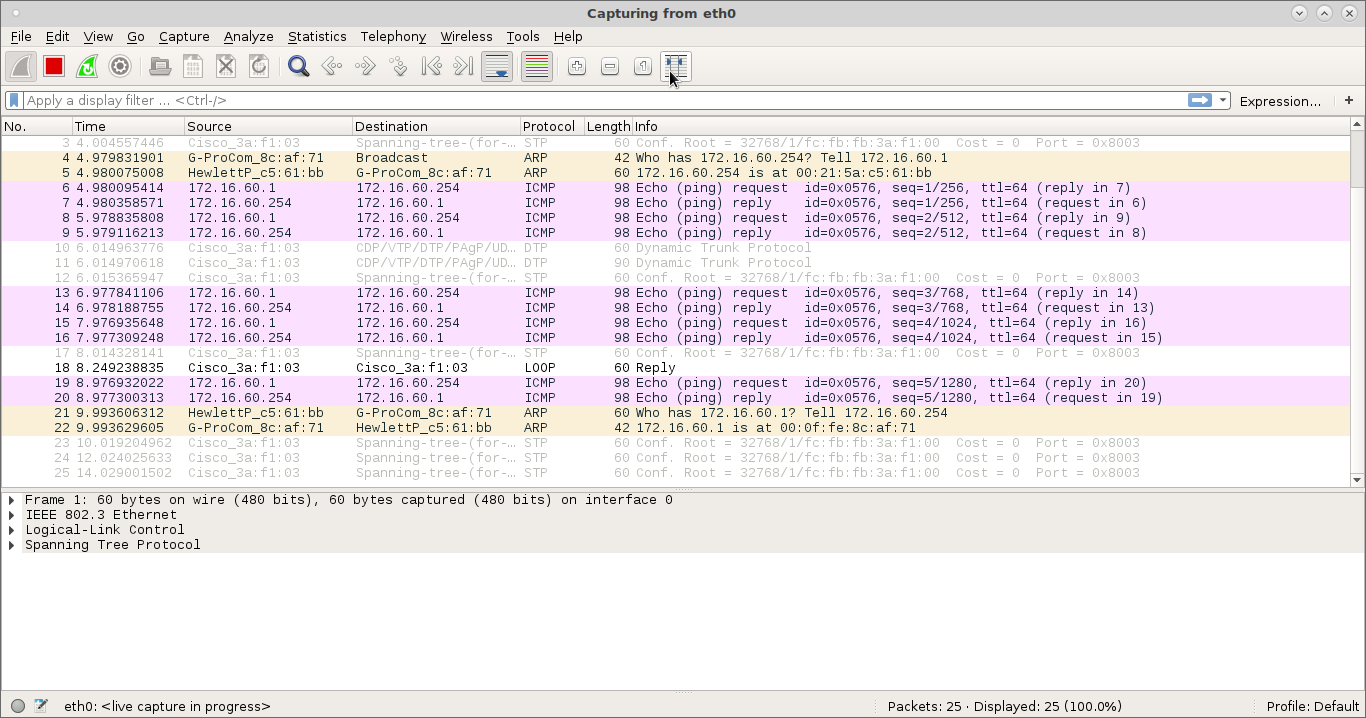 Capturing from eth0
File Edit View Go Capture Analyze Statistics Telephony Wireless Tools Help
Apply a display filter ... <Ctrl-/> Expression... +
No. Time Source Destination Protocol Length Info
3 4.004557446 Cisco_3a:f1:03 Spanning-tree-(for-… STP 60 Conf. Root = 32768/1/fc:fb:fb:3a:f1:00 Cost = 0 Port = 0x8003
4 4.979831901 G-ProCom_8c:af:71 Broadcast ARP 42 Who has 172.16.60.254? Tell 172.16.60.1
5 4.980075008 HewlettP_c5:61:bb G-ProCom_8c:af:71 ARP 60 172.16.60.254 is at 00:21:5a:c5:61:bb
6 4.980095414 172.16.60.1 172.16.60.254 ICMP 98 Echo (ping) request id=0x0576, seq=1/256, ttl=64 (reply in 7)
7 4.980358571 172.16.60.254 172.16.60.1 ICMP 98 Echo (ping) reply id=0x0576, seq=1/256, ttl=64 (request in 6)
8 5.978835808 172.16.60.1 172.16.60.254 ICMP 98 Echo (ping) request id=0x0576, seq=2/512, ttl=64 (reply in 9)
9 5.979116213 172.16.60.254 172.16.60.1 ICMP 98 Echo (ping) reply id=0x0576, seq=2/512, ttl=64 (request in 8)
10 6.014963776 Cisco_3a:f1:03 CDP/VTP/DTP/PAgP/UD… DTP 60 Dynamic Trunk Protocol
11 6.014970618 Cisco_3a:f1:03 CDP/VTP/DTP/PAgP/UD… DTP 90 Dynamic Trunk Protocol
12 6.015365947 Cisco_3a:f1:03 Spanning-tree-(for-… STP 60 Conf. Root = 32768/1/fc:fb:fb:3a:f1:00 Cost = 0 Port = 0x8003
13 6.977841106 172.16.60.1 172.16.60.254 ICMP 98 Echo (ping) request id=0x0576, seq=3/768, ttl=64 (reply in 14)
14 6.978188755 172.16.60.254 172.16.60.1 ICMP 98 Echo (ping) reply id=0x0576, seq=3/768, ttl=64 (request in 13)
15 7.976935648 172.16.60.1 172.16.60.254 ICMP 98 Echo (ping) request id=0x0576, seq=4/1024, ttl=64 (reply in 16)
16 7.977309248 172.16.60.254 172.16.60.1 ICMP 98 Echo (ping) reply id=0x0576, seq=4/1024, ttl=64 (request in 15)
17 8.014328141 Cisco_3a:f1:03 Spanning-tree-(for-… STP 60 Conf. Root = 32768/1/fc:fb:fb:3a:f1:00 Cost = 0 Port = 0x8003
18 8.249238835 Cisco_3a:f1:03 Cisco_3a:f1:03 LOOP 60 Reply
19 8.976932022 172.16.60.1 172.16.60.254 ICMP 98 Echo (ping) request id=0x0576, seq=5/1280, ttl=64 (reply in 20)
20 8.977300313 172.16.60.254 172.16.60.1 ICMP 98 Echo (ping) reply id=0x0576, seq=5/1280, ttl=64 (request in 19)
21 9.993606312 HewlettP_c5:61:bb G-ProCom_8c:af:71 ARP 60 Who has 172.16.60.1? Tell 172.16.60.254
22 9.993629605 G-ProCom_8c:af:71 HewlettP_c5:61:bb ARP 42 172.16.60.1 is at 00:0f:fe:8c:af:71
23 10.019204962 Cisco_3a:f1:03 Spanning-tree-(for-… STP 60 Conf. Root = 32768/1/fc:fb:fb:3a:f1:00 Cost = 0 Port = 0x8003
24 12.024025633 Cisco_3a:f1:03 Spanning-tree-(for-… STP 60 Conf. Root = 32768/1/fc:fb:fb:3a:f1:00 Cost = 0 Port = 0x8003
25 14.029001502 Cisco_3a:f1:03 Spanning-tree-(for-… STP 60 Conf. Root = 32768/1/fc:fb:fb:3a:f1:00 Cost = 0 Port = 0x8003
Frame 1: 60 bytes on wire (480 bits), 60 bytes captured (480 bits) on interface 0
IEEE 802.3 Ethernet
Logical-Link Control
Spanning Tree Protocol
eth0: <live capture in progress> Packets: 25 · Displayed: 25 (100.0%) Profile: Default